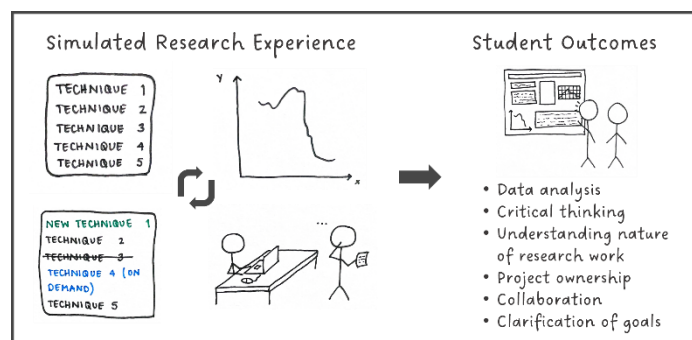 Simulated Research Experience
TECHNIQUE 1
TECHNIQUE 2
TECHNIQUE 3
TECHNIQUE 4
TECHNIQUE 5
Y
x
NEW TECHNIQUE 1
TECHNIQUE 2
TECHNIQUE 3
TECHNIQUE 4 (ON
DEMAND)
TECHNIQUE 5
...
Student Outcomes
• Data analysis
• Critical thinking
• Understanding nature
of research work
• Project ownership
• Collaboration
• Clarification of goals